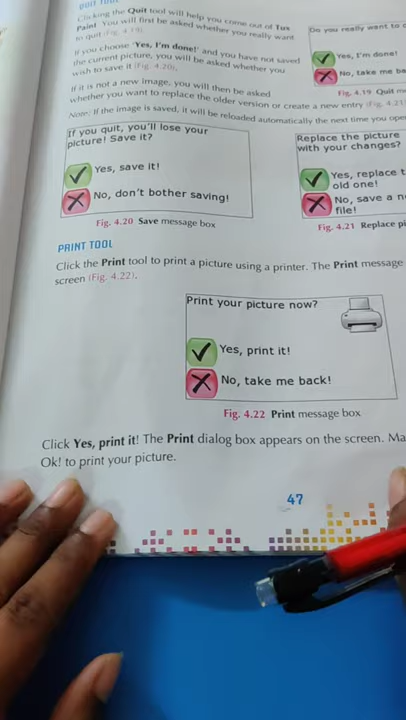 QUIT TOOL
Clicking the Quit tool will help you come out of Tux
Paint. You will first be asked whether you really want
to quit (Fig. 4.19).
If you choose 'Yes, I'm done!' and you have not saved
the current picture, you will be asked whether you
wish to save it (Fig. 4.20).
If it is not a new image, you will then be asked
whether you want to replace the older version or create a new entry (Fig. 4.21)
Note: If the image is saved, it will be reloaded automatically the next time you ope
Do you really want to
Yes, I'm done!
No, take me ba
Fig. 4.19 Quit m
If you quit, you'll lose your
picture! Save it?
Yes, save it!
No, don't bother saving!
Fig. 4.20 Save message box
Replace the picture
with your changes?
Yes, replace t
old one!
No, save a n
file!
Fig. 4.21 Replace pi
PRINT TOOL
Click the Print tool to print a picture using a printer. The Print message
screen (Fig. 4.22).
Print your picture now?
Yes, print it!
No, take me back!
Fig. 4.22 Print message box
Click Yes, print it! The Print dialog box appears on the screen. Ma
Ok! to print your picture.
47